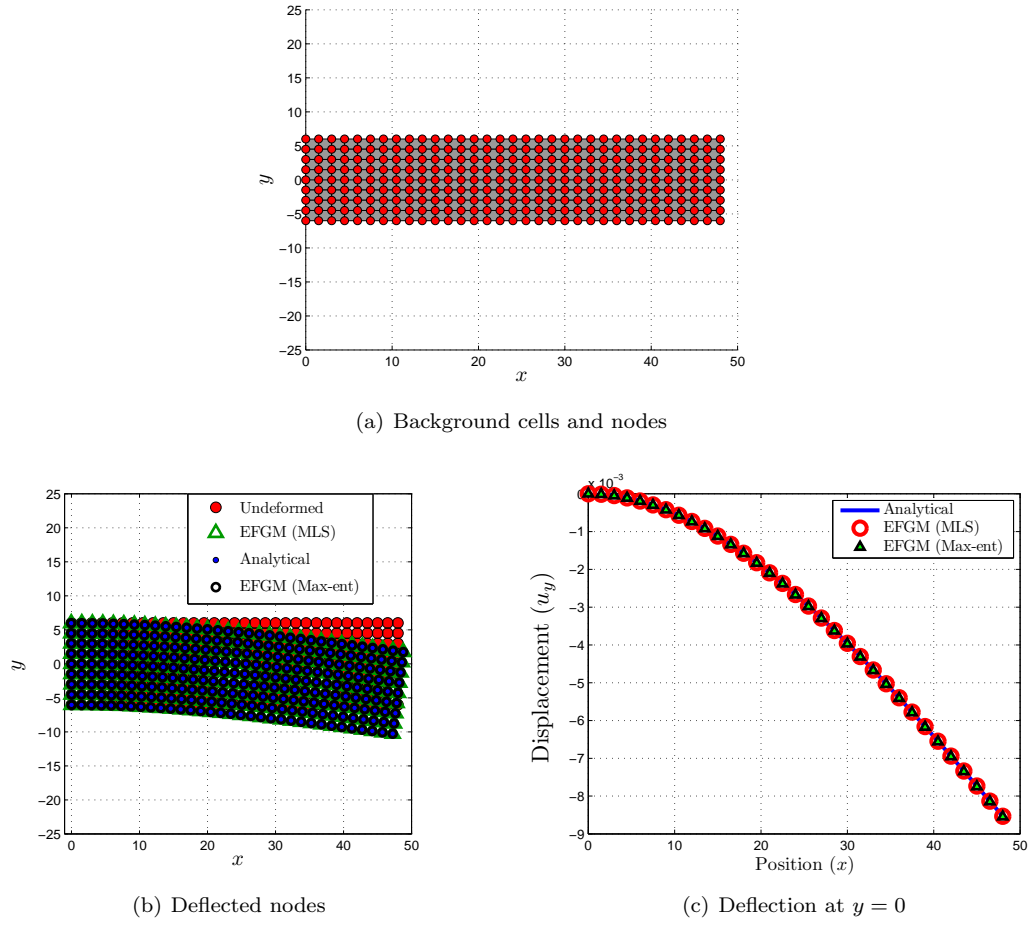 25
20
15
10
5
0
−5
−10
−15
−20
−25
y
0 10 20 30 40 50
x
(a) Background cells and nodes
25
20
15
10
5
0
−5
−10
−15
−20
−25
y
Undeformed
EFGM (MLS)
Analytical
EFGM (Max-ent)
0 10 20 30 40 50
x
(b) Deflected nodes
x 10⁻³
0
−1
−2
−3
−4
−5
−6
−7
−8
−9
Displacement (u_y)
Analytical
EFGM (MLS)
EFGM (Max-ent)
0 10 20 30 40 50
Position (x)
(c) Deflection at y = 0